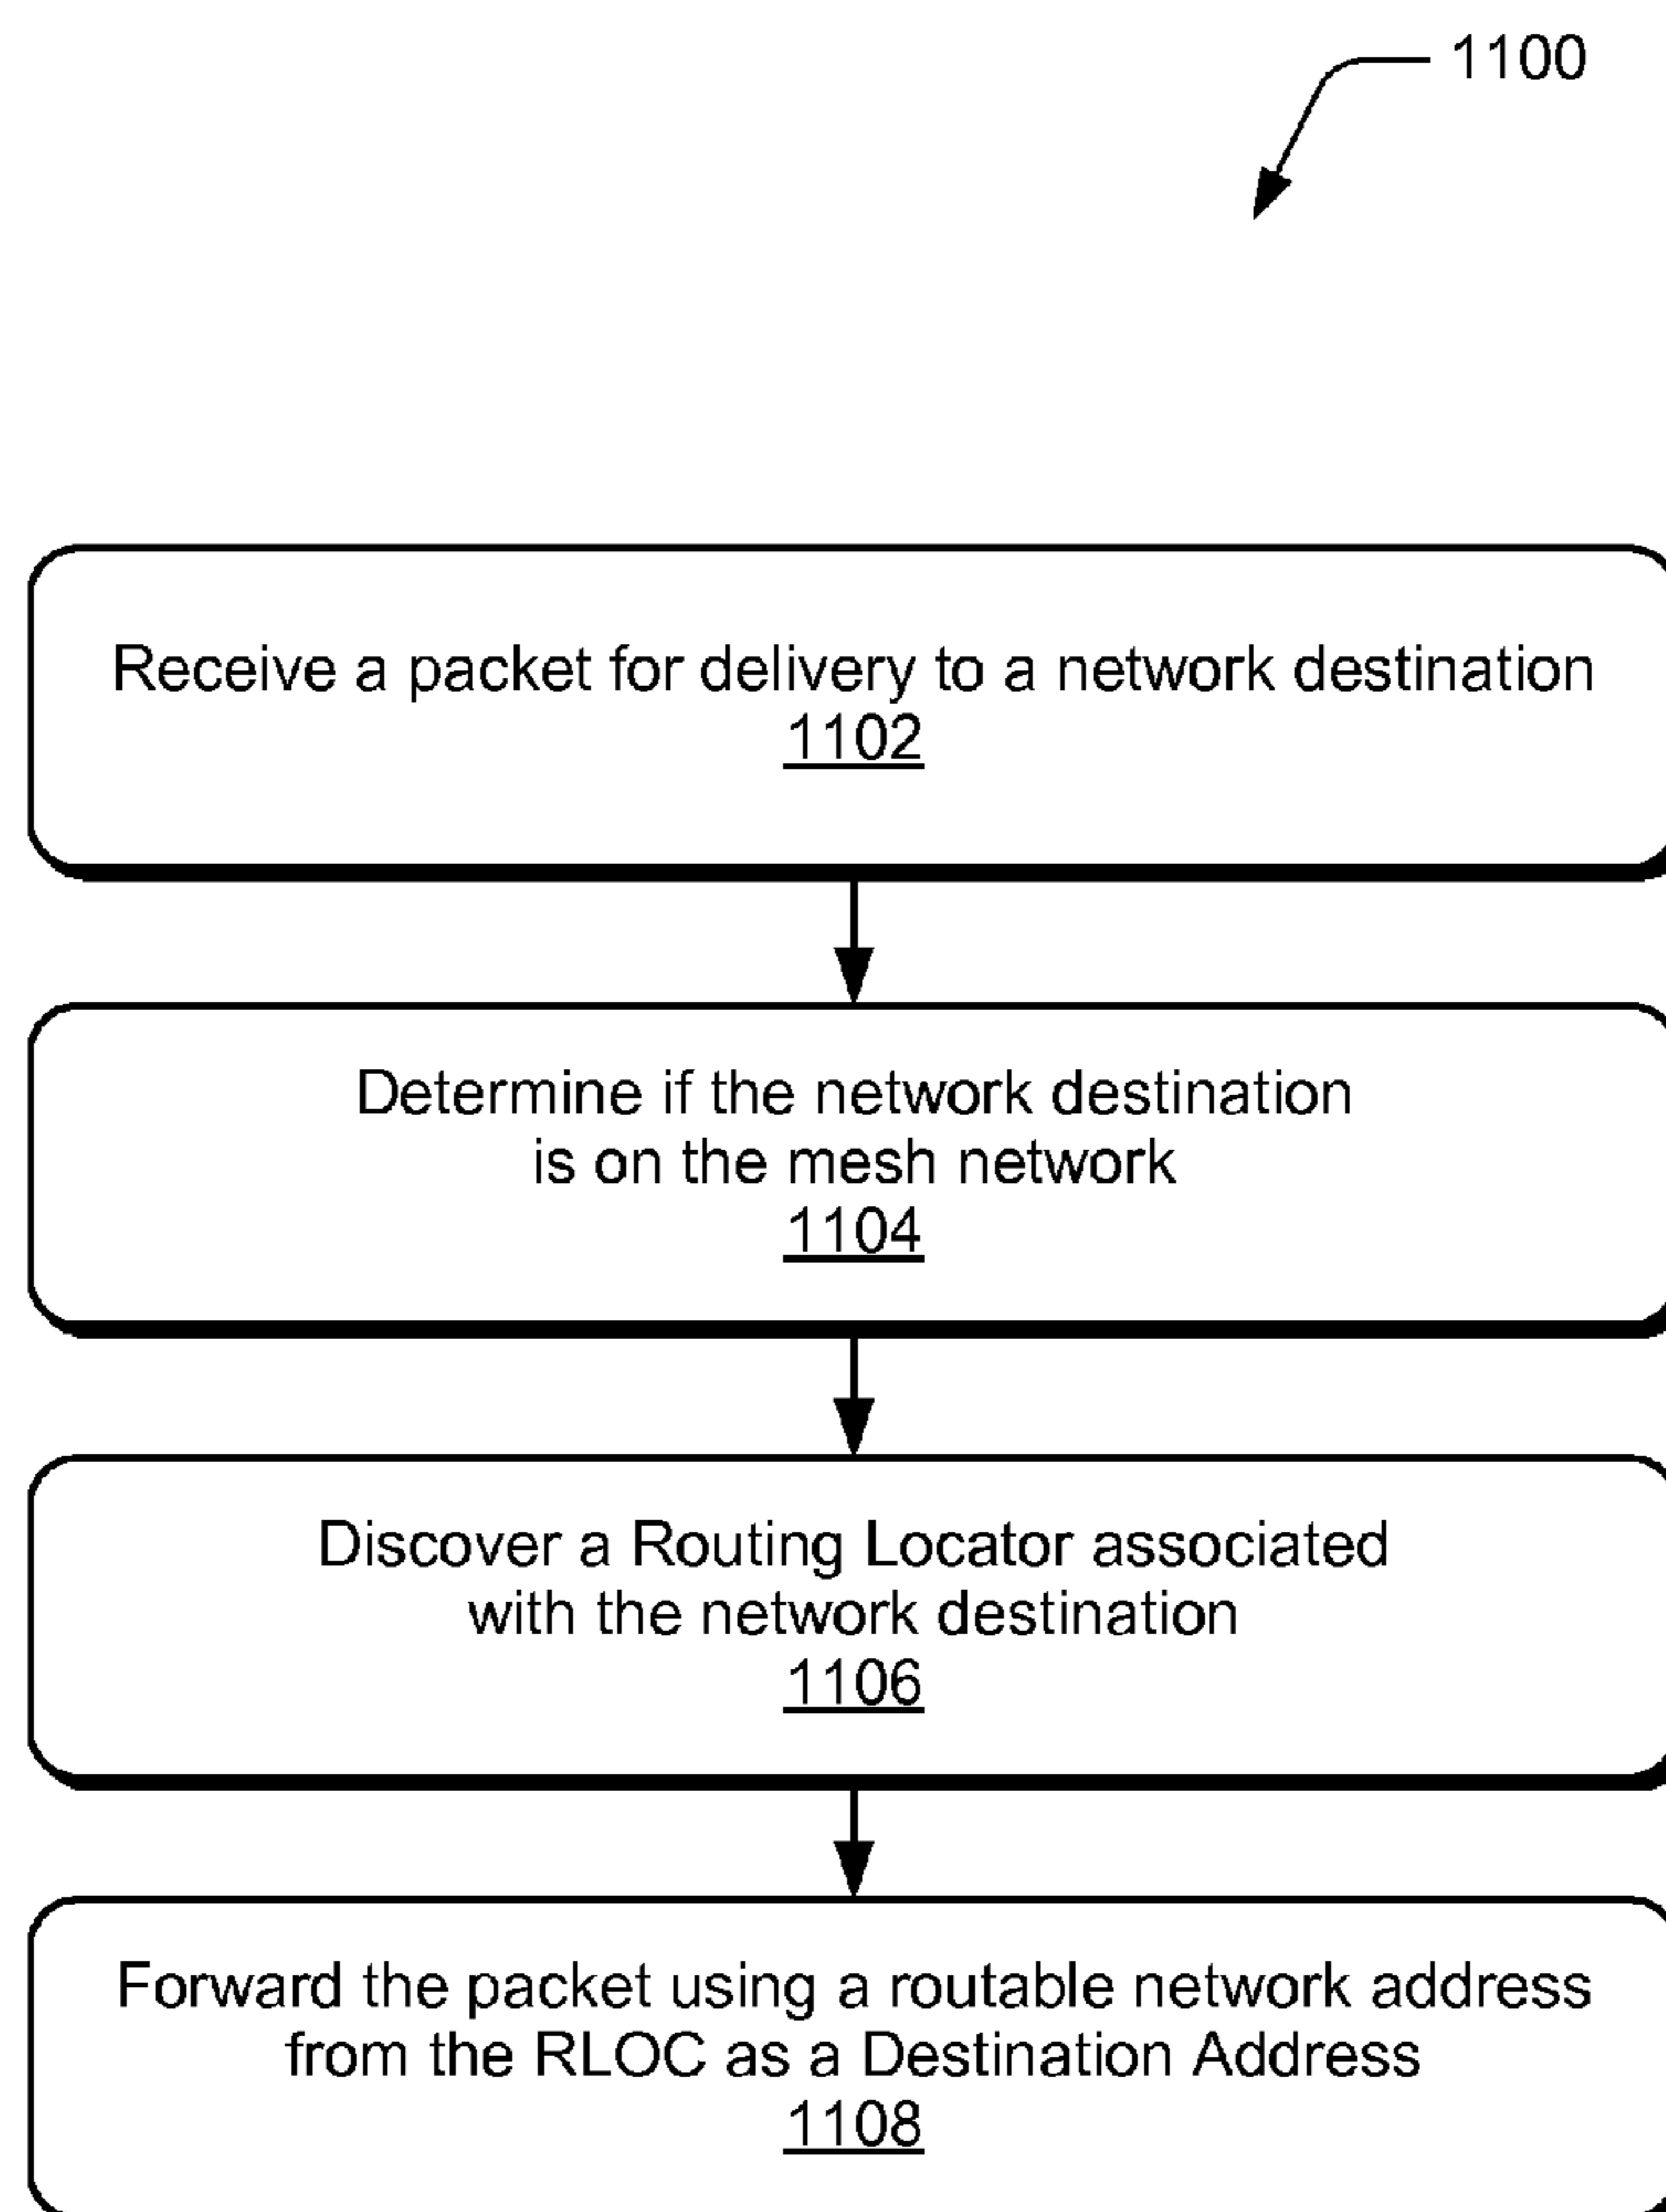 1100
Receive a packet for delivery to a network destination
1102
Determine if the network destination
is on the mesh network
1104
Discover a Routing Locator associated
with the network destination
1106
Forward the packet using a routable network address
from the RLOC as a Destination Address
1108